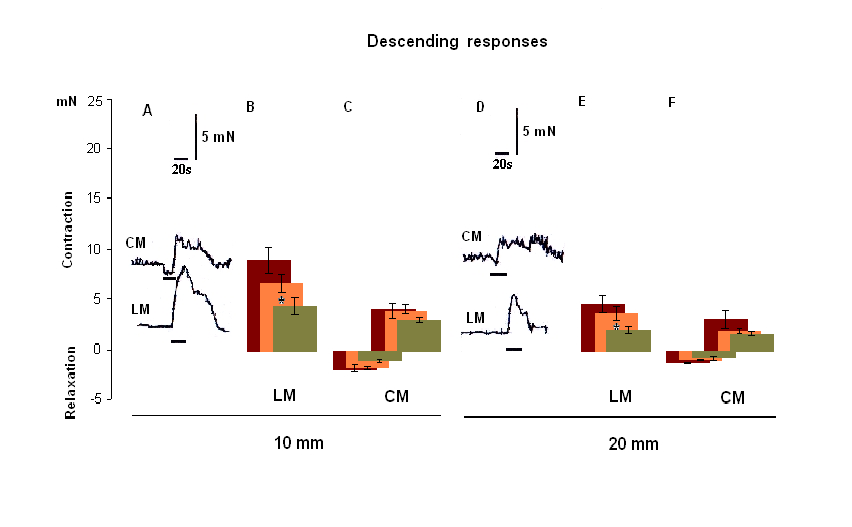 Descending responses
mN
25
20
15
10
5
0
-5
Contraction
Relaxation
A
5 mN
20s
CM
LM
B
C
LM
CM
10 mm
D
5 mN
20s
CM
LM
E
F
LM
CM
20 mm